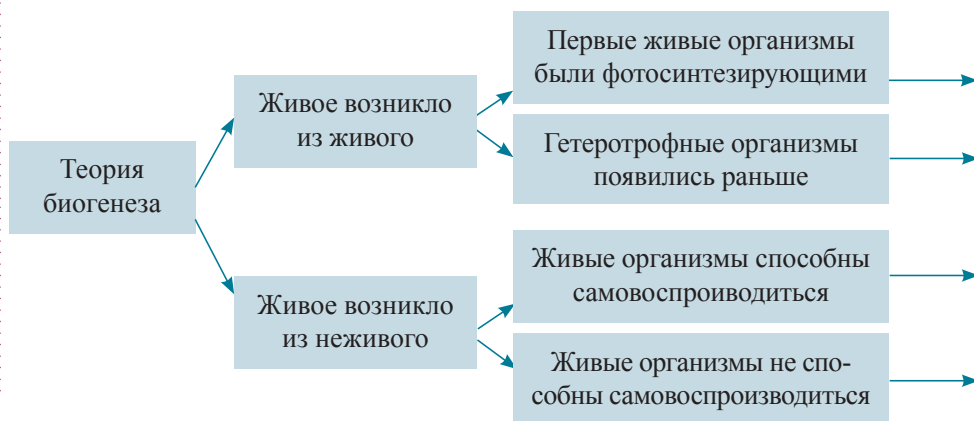 Первые живые организмы
были фотосинтезирующими
Живое возникло
из живого
Гетеротрофные организмы
появились раньше
Теория
биогенеза
Живые организмы способны
самовоспроиводиться
Живое возникло
из неживого
Живые организмы не спо-
собны самовоспроизводиться